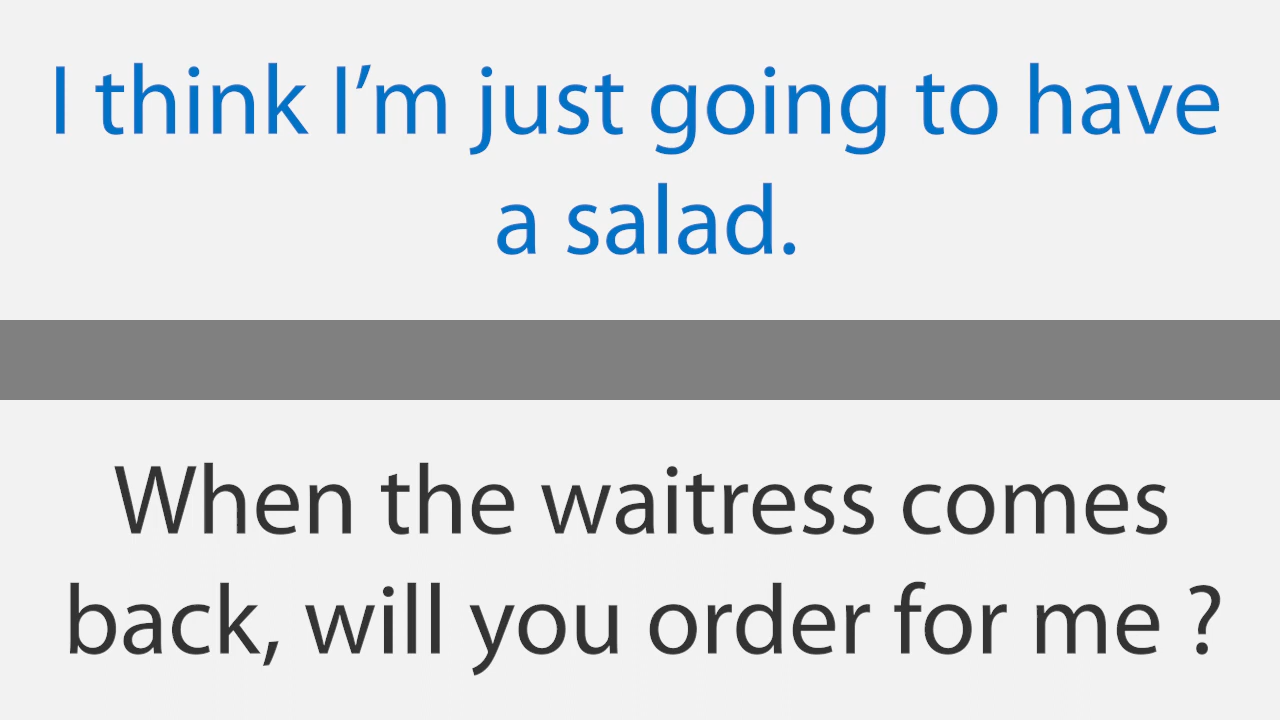 I think I’m just going to have
a salad.
When the waitress comes
back, will you order for me ?